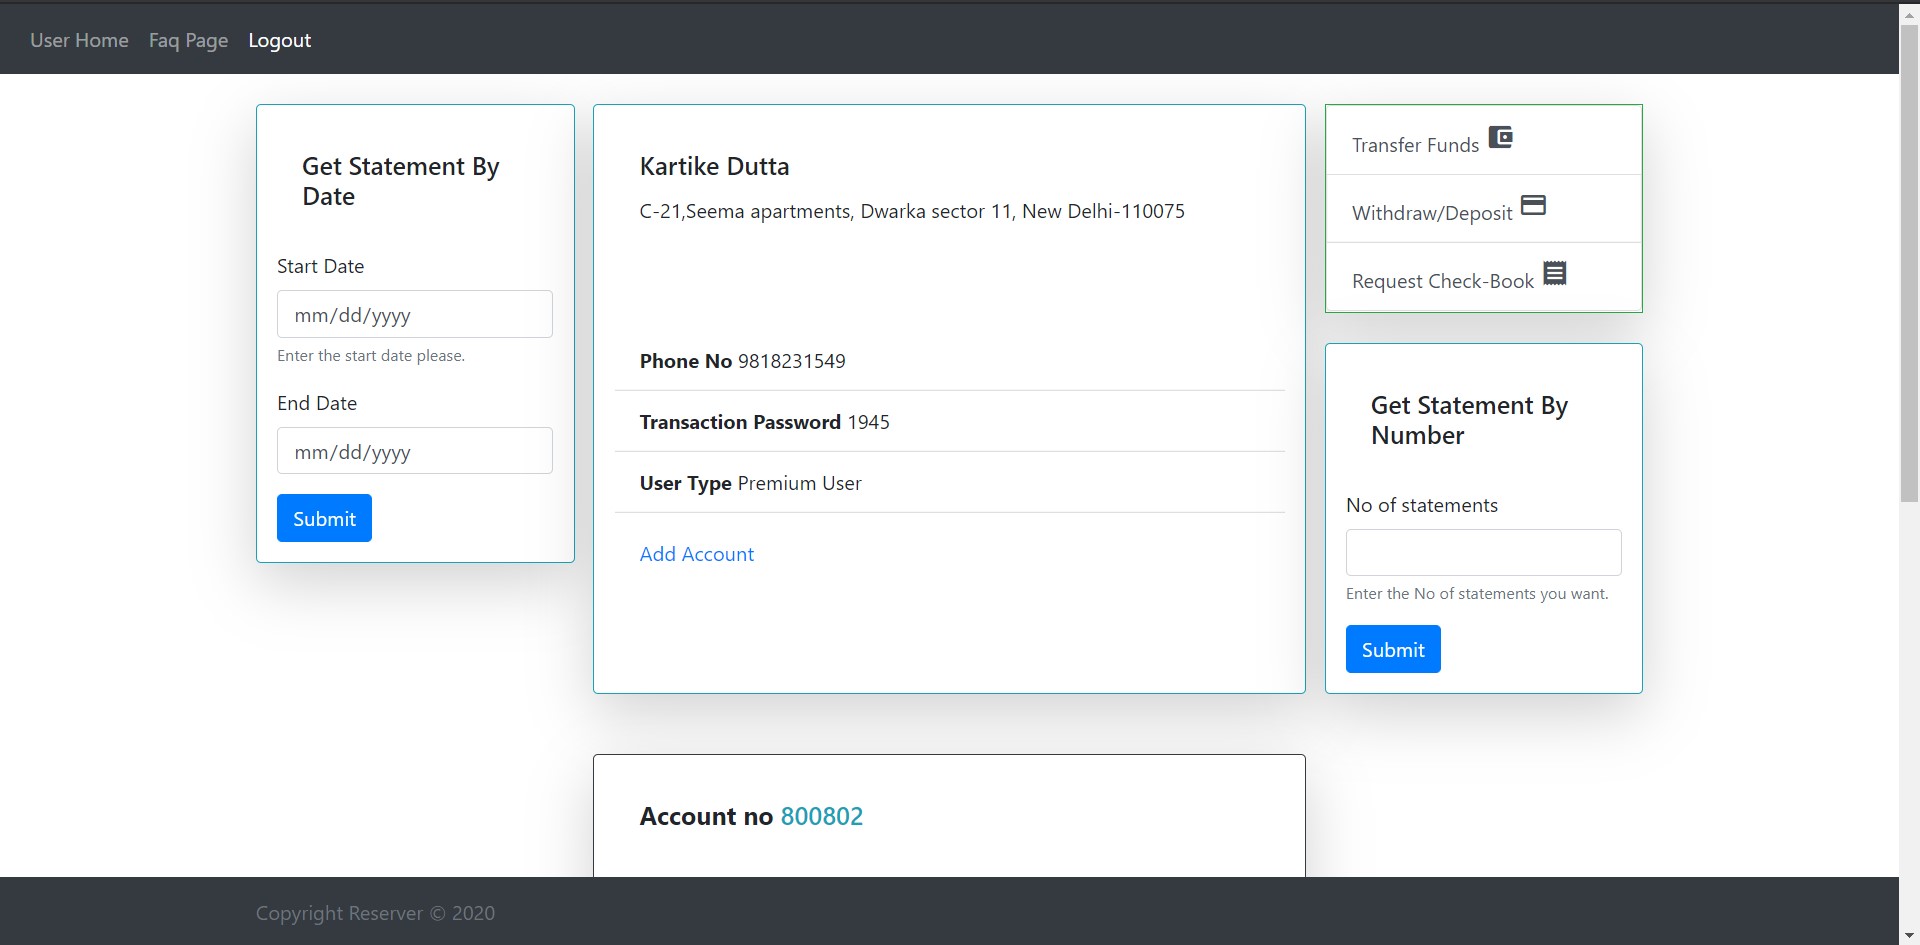 User Home Faq Page Logout
Get Statement By
Date
Start Date
mm/dd/yyyy
Enter the start date please.
End Date
mm/dd/yyyy
Submit
Kartike Dutta
C-21,Seema apartments, Dwarka sector 11, New Delhi-110075
Phone No 9818231549
Transaction Password 1945
User Type Premium User
Add Account
Transfer Funds
Withdraw/Deposit
Request Check-Book
Get Statement By
Number
No of statements
Enter the No of statements you want.
Submit
Account no 800802
Copyright Reserver © 2020